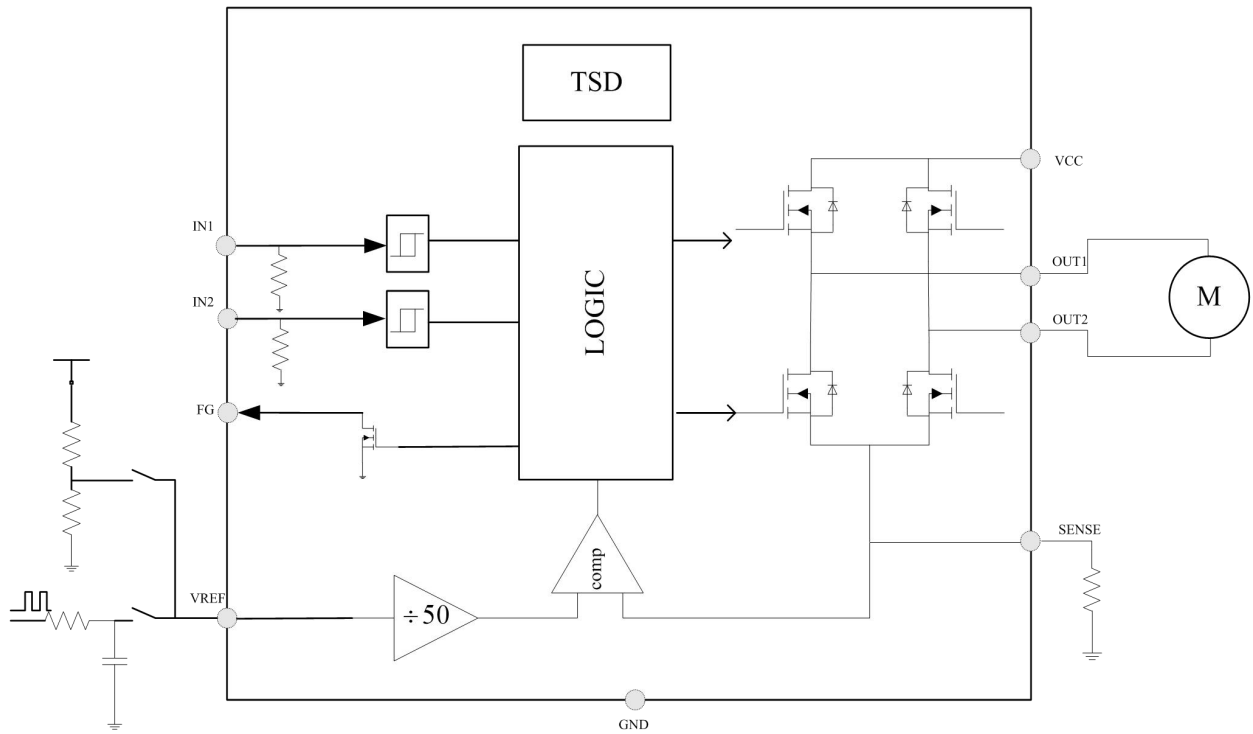 TSD
VCC
IN1
OUT1
M
IN2
LOGIC
OUT2
FG
SENSE
comp
VREF
÷50
GND